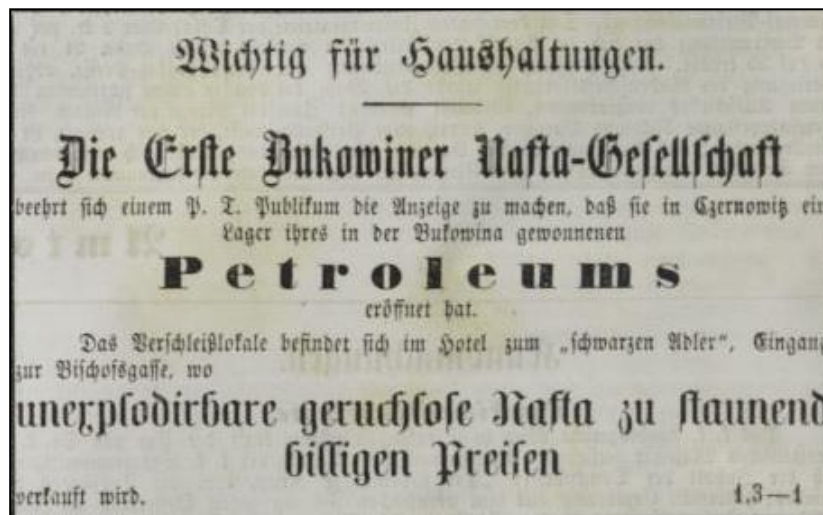 Wichtig für Haushaltungen.
Die Erste Bukowiner Nafta-Gesellschaft
beehrt sich einem P. T. Publikum die Anzeige zu machen, daß sie in Czernowitz ein
Lager ihres in der Bukowina gewonnenen
Petroleums
eröffnet hat.
Das Verschleißlokale befindet sich im Hotel zum „schwarzen Adler“, Eingang
zur Bischofsgasse, wo
unexplodirbare geruchlose Nafta zu staunend
billigen Preisen
verkauft wird. 1.3—1